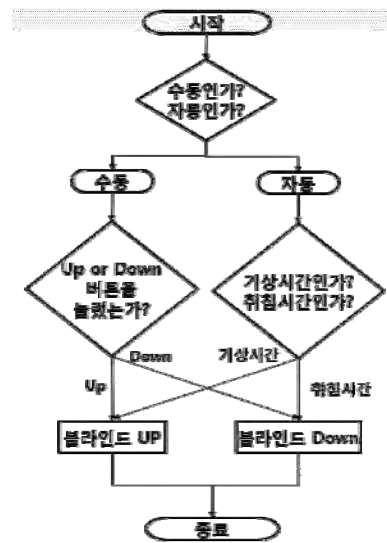 시작
수동인가?
자동인가?
수동
자동
Up or Down
버튼을
눌렀는가?
기상시간인가?
취침시간인가?
Down
기상시간
Up
취침시간
블라인드 UP
블라인드 Down
종료